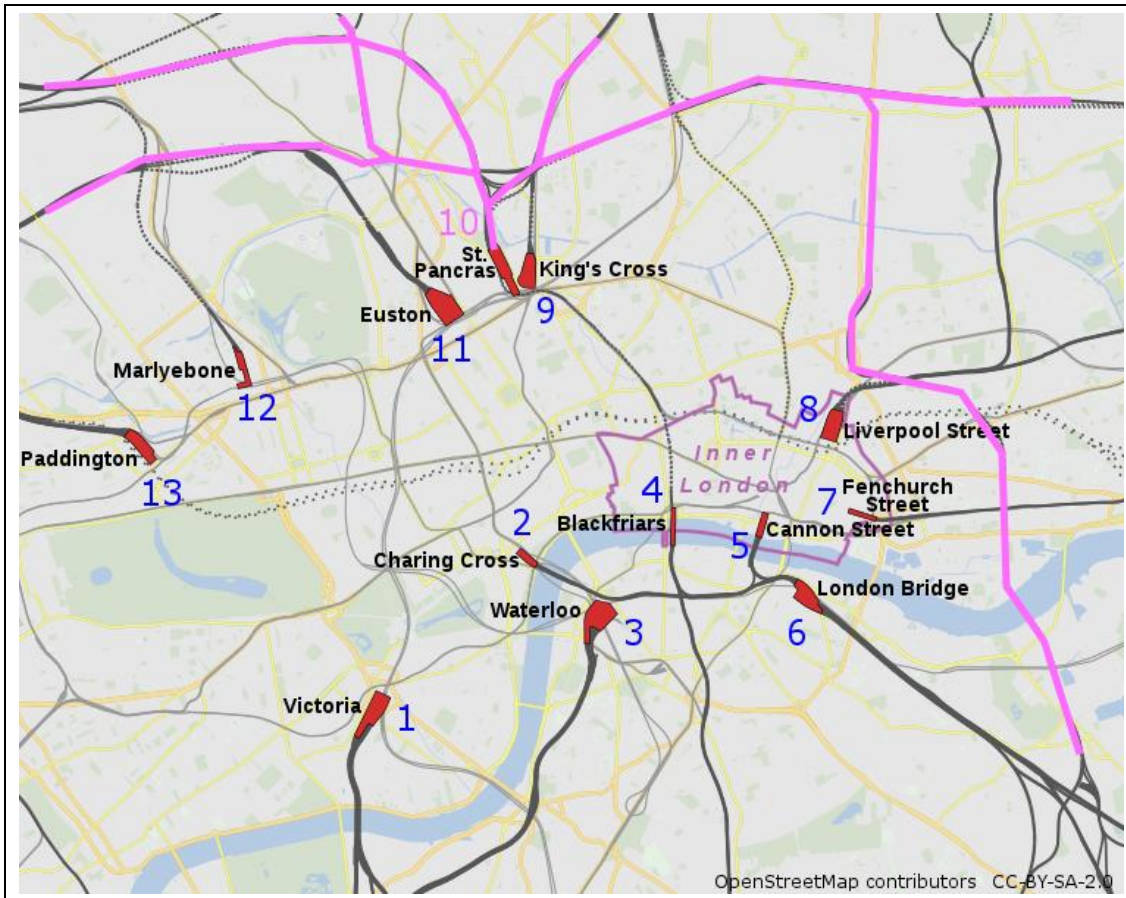 10
St.
Pancras
King's Cross
9
Euston
11
Marlyebone
12
8
Liverpool Street
Paddington
13
Inner
London
4
7
Fenchurch
Street
2
Blackfriars
5
Cannon Street
Charing Cross
London Bridge
Waterloo
3
6
Victoria
1
OpenStreetMap contributors CC-BY-SA-2.0